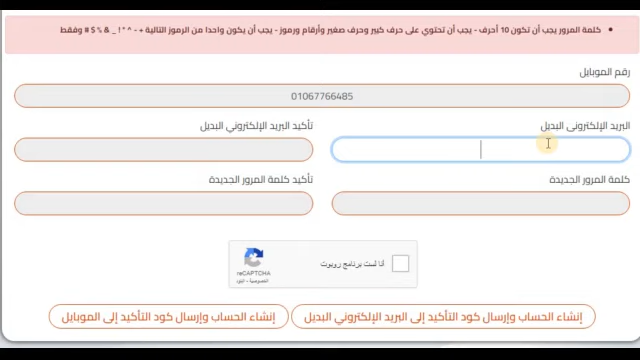 كلمة المرور يجب أن تكون 10 أحرف - يجب أن تحتوي على حرف كبير وحرف صغير وأرقام ورموز - يجب أن يكون واحدا من الرموز التالية + - ^ * ! _ & % $ # وفقط
رقم الموبايل
01067766485
البريد الإلكترونى البديل
تأكيد البريد الإلكتروني البديل
كلمة المرور الجديدة
تأكيد كلمة المرور الجديدة
أنا لست برنامج روبوت
reCAPTCHA
الخصوصية - البنود
إنشاء الحساب وإرسال كود التأكيد إلى البريد الإلكتروني البديل
إنشاء الحساب وإرسال كود التأكيد إلى الموبايل